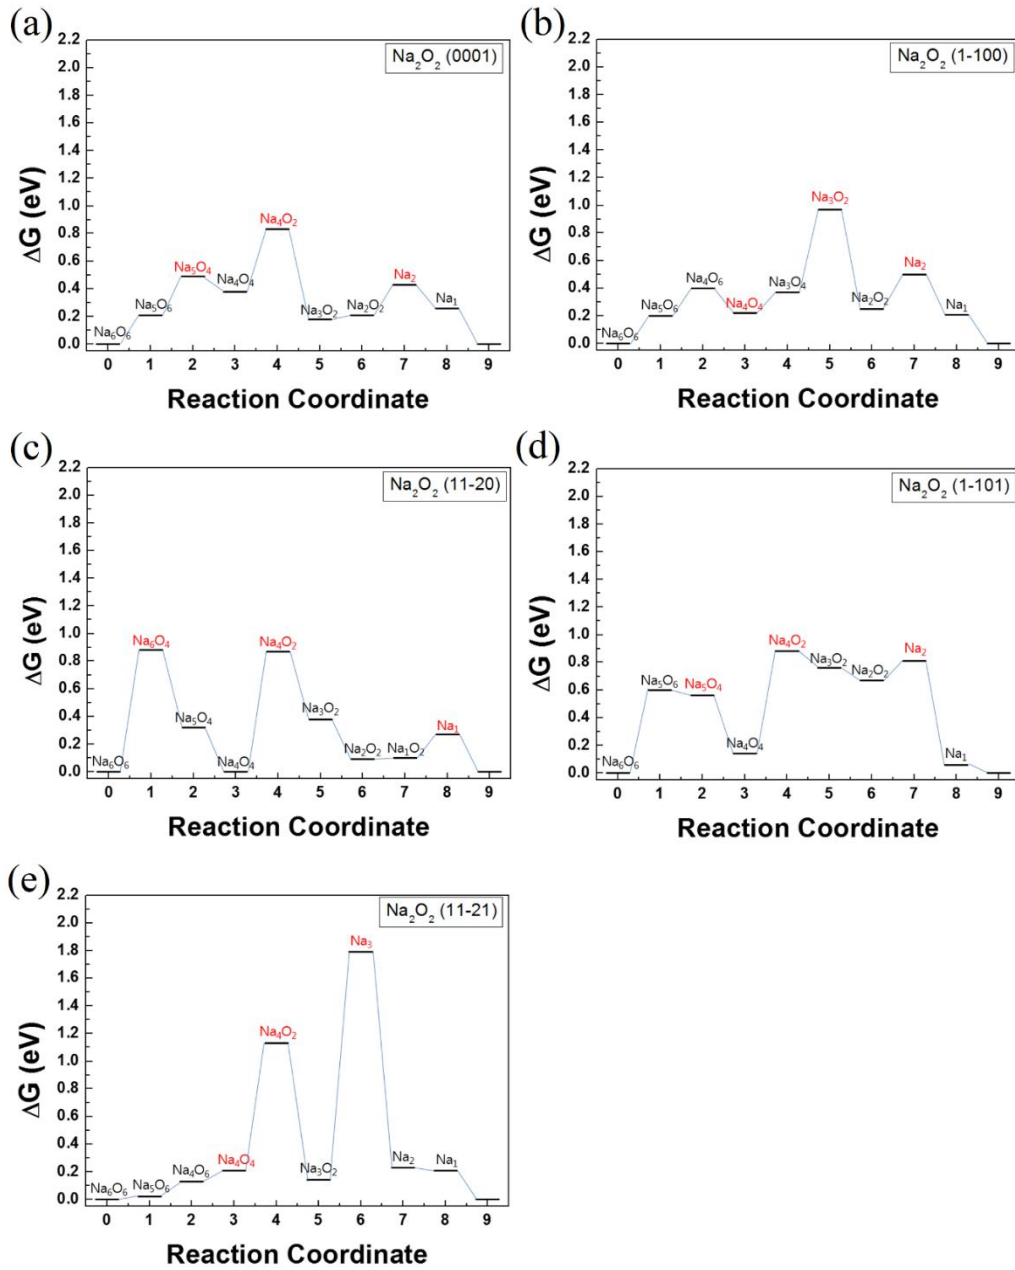 (a)
Na₂O₂ (0001)
2.2
2.0
1.8
1.6
1.4
1.2
1.0
0.8
0.6
0.4
0.2
0.0
ΔG (eV)
Na₆O₆
Na₅O₆
Na₅O₄
Na₄O₄
Na₄O₂
Na₃O₂
Na₂O₂
Na₂
Na₁
0 1 2 3 4 5 6 7 8 9
Reaction Coordinate
(b)
Na₂O₂ (1-100)
2.2
2.0
1.8
1.6
1.4
1.2
1.0
0.8
0.6
0.4
0.2
0.0
ΔG (eV)
Na₆O₆
Na₅O₆
Na₄O₆
Na₄O₄
Na₃O₄
Na₃O₂
Na₂O₂
Na₂
Na₁
0 1 2 3 4 5 6 7 8 9
Reaction Coordinate
(c)
Na₂O₂ (11-20)
2.2
2.0
1.8
1.6
1.4
1.2
1.0
0.8
0.6
0.4
0.2
0.0
ΔG (eV)
Na₆O₆
Na₆O₄
Na₅O₄
Na₄O₄
Na₄O₂
Na₃O₂
Na₂O₂
Na₁O₂
Na₁
0 1 2 3 4 5 6 7 8 9
Reaction Coordinate
(d)
Na₂O₂ (1-101)
2.2
2.0
1.8
1.6
1.4
1.2
1.0
0.8
0.6
0.4
0.2
0.0
ΔG (eV)
Na₆O₆
Na₅O₆
Na₅O₄
Na₄O₄
Na₄O₂
Na₃O₂
Na₂O₂
Na₂
Na₁
0 1 2 3 4 5 6 7 8 9
Reaction Coordinate
(e)
Na₂O₂ (11-21)
2.2
2.0
1.8
1.6
1.4
1.2
1.0
0.8
0.6
0.4
0.2
0.0
ΔG (eV)
Na₆O₆
Na₅O₆
Na₄O₆
Na₄O₄
Na₄O₂
Na₃O₂
Na₃
Na₂
Na₁
0 1 2 3 4 5 6 7 8 9
Reaction Coordinate